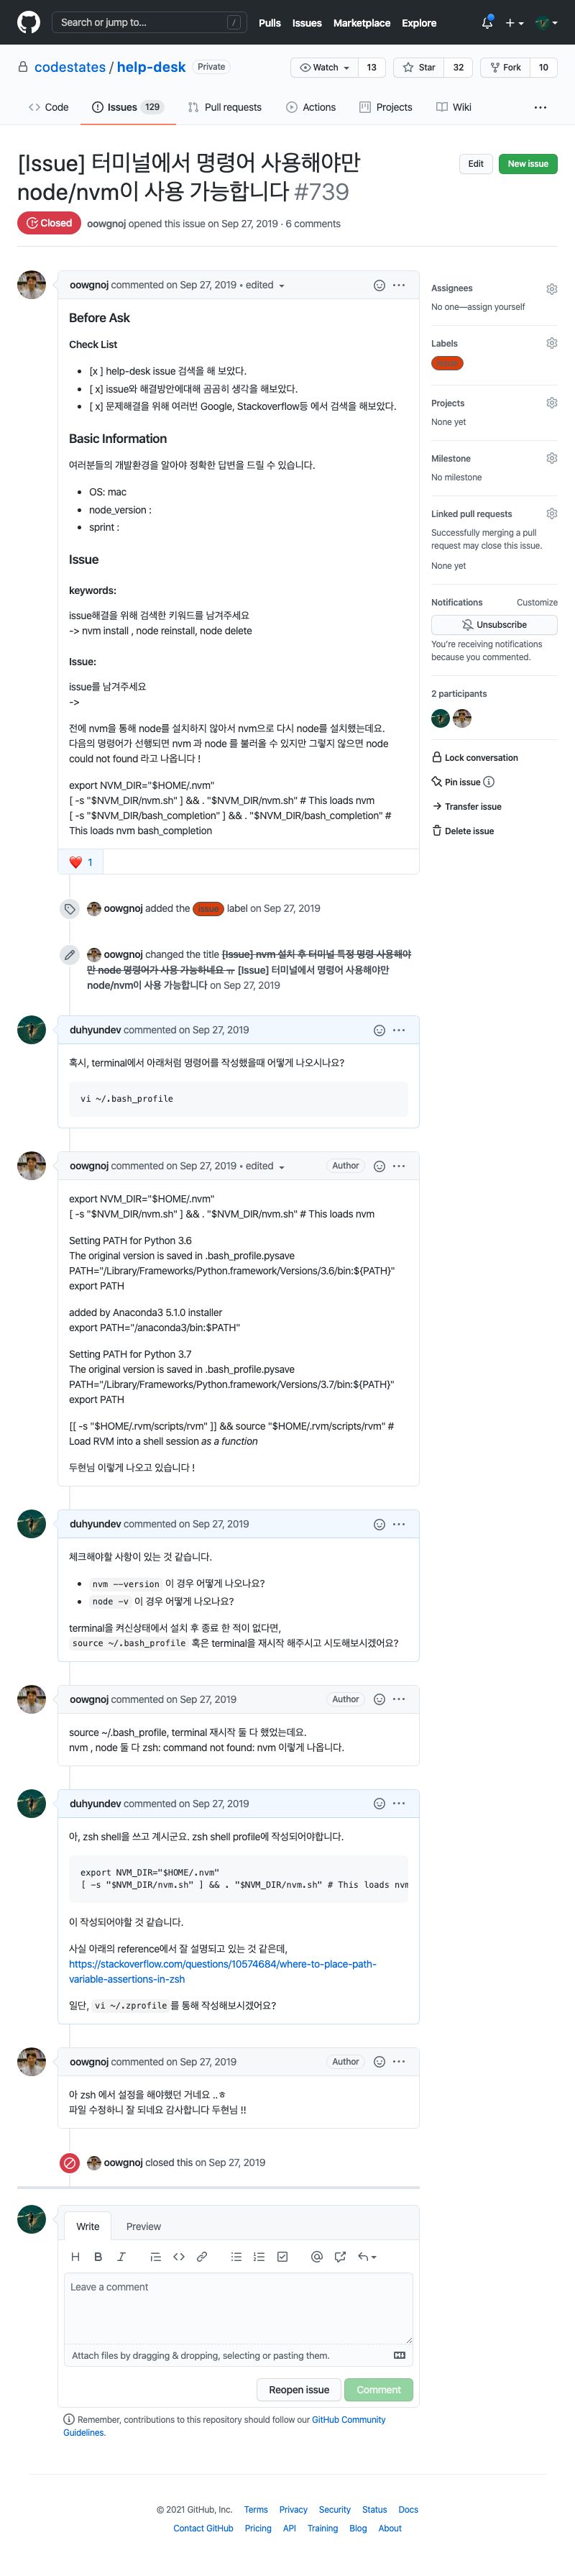 Search or jump to...
/
Pulls Issues Marketplace Explore
codestates / help-desk Private
Watch 13 Star 32 Fork 10
Code Issues 129 Pull requests Actions Projects Wiki
[Issue] 터미널에서 명령어 사용해야만
node/nvm이 사용 가능합니다 #739
Edit New issue
Closed oowgnoj opened this issue on Sep 27, 2019 · 6 comments
oowgnoj commented on Sep 27, 2019 • edited
Before Ask
Check List
[x ] help-desk issue 검색을 해 보았다.
[ x] issue와 해결방안에대해 곰곰히 생각을 해보았다.
[ x] 문제해결을 위해 여러번 Google, Stackoverflow등 에서 검색을 해보았다.
Basic Information
여러분들의 개발환경을 알아야 정확한 답변을 드릴 수 있습니다.
OS: mac
node_version :
sprint :
Issue
keywords:
issue해결을 위해 검색한 키워드를 남겨주세요
-> nvm install , node reinstall, node delete
Issue:
issue를 남겨주세요
->
전에 nvm을 통해 node를 설치하지 않아서 nvm으로 다시 node를 설치했는데요.
다음의 명령어가 선행되면 nvm 과 node 를 불러올 수 있지만 그렇지 않으면 node
could not found 라고 나옵니다 !
export NVM_DIR="$HOME/.nvm"
[ -s "$NVM_DIR/nvm.sh" ] && . "$NVM_DIR/nvm.sh" # This loads nvm
[ -s "$NVM_DIR/bash_completion" ] && . "$NVM_DIR/bash_completion" #
This loads nvm bash_completion
❤️ 1
Assignees
No one—assign yourself
Labels
Issue
Projects
None yet
Milestone
No milestone
Linked pull requests
Successfully merging a pull
request may close this issue.
None yet
Notifications Customize
Unsubscribe
You're receiving notifications
because you commented.
2 participants
Lock conversation
Pin issue
Transfer issue
Delete issue
oowgnoj added the Issue label on Sep 27, 2019
oowgnoj changed the title [Issue] nvm 설치 후 터미널 특정 명령 사용해야
만 node 명령어가 사용 가능하네요 ㅠ [Issue] 터미널에서 명령어 사용해야만
node/nvm이 사용 가능합니다 on Sep 27, 2019
duhyundev commented on Sep 27, 2019
혹시, terminal에서 아래처럼 명령어를 작성했을때 어떻게 나오시나요?
vi ~/.bash_profile
oowgnoj commented on Sep 27, 2019 • edited Author
export NVM_DIR="$HOME/.nvm"
[ -s "$NVM_DIR/nvm.sh" ] && . "$NVM_DIR/nvm.sh" # This loads nvm
Setting PATH for Python 3.6
The original version is saved in .bash_profile.pysave
PATH="/Library/Frameworks/Python.framework/Versions/3.6/bin:${PATH}"
export PATH
added by Anaconda3 5.1.0 installer
export PATH="/anaconda3/bin:$PATH"
Setting PATH for Python 3.7
The original version is saved in .bash_profile.pysave
PATH="/Library/Frameworks/Python.framework/Versions/3.7/bin:${PATH}"
export PATH
[[ -s "$HOME/.rvm/scripts/rvm" ]] && source "$HOME/.rvm/scripts/rvm" #
Load RVM into a shell session as a function
두현님 이렇게 나오고 있습니다 !
duhyundev commented on Sep 27, 2019
체크해야할 사항이 있는 것 같습니다.
nvm --version 이 경우 어떻게 나오나요?
node -v 이 경우 어떻게 나오나요?
terminal을 켜신상태에서 설치 후 종료 한 적이 없다면,
source ~/.bash_profile 혹은 terminal을 재시작 해주시고 시도해보시겠어요?
oowgnoj commented on Sep 27, 2019 Author
source ~/.bash_profile, terminal 재시작 둘 다 했었는데요.
nvm , node 둘 다 zsh: command not found: nvm 이렇게 나옵니다.
duhyundev commented on Sep 27, 2019
아, zsh shell을 쓰고 계시군요. zsh shell profile에 작성되어야합니다.
export NVM_DIR="$HOME/.nvm"
[ -s "$NVM_DIR/nvm.sh" ] && . "$NVM_DIR/nvm.sh" # This loads nvm
이 작성되어야할 것 같습니다.
사실 아래의 reference에서 잘 설명되고 있는 것 같은데,
https://stackoverflow.com/questions/10574684/where-to-place-path-
variable-assertions-in-zsh
일단, vi ~/.zprofile 를 통해 작성해보시겠어요?
oowgnoj commented on Sep 27, 2019 Author
아 zsh 에서 설정을 해야했던 거네요 ..ㅎ
파일 수정하니 잘 되네요 감사합니다 두현님 !!
oowgnoj closed this on Sep 27, 2019
Write Preview
Leave a comment
Attach files by dragging & dropping, selecting or pasting them.
Reopen issue Comment
Remember, contributions to this repository should follow our GitHub Community
Guidelines.
© 2021 GitHub, Inc. Terms Privacy Security Status Docs
Contact GitHub Pricing API Training Blog About